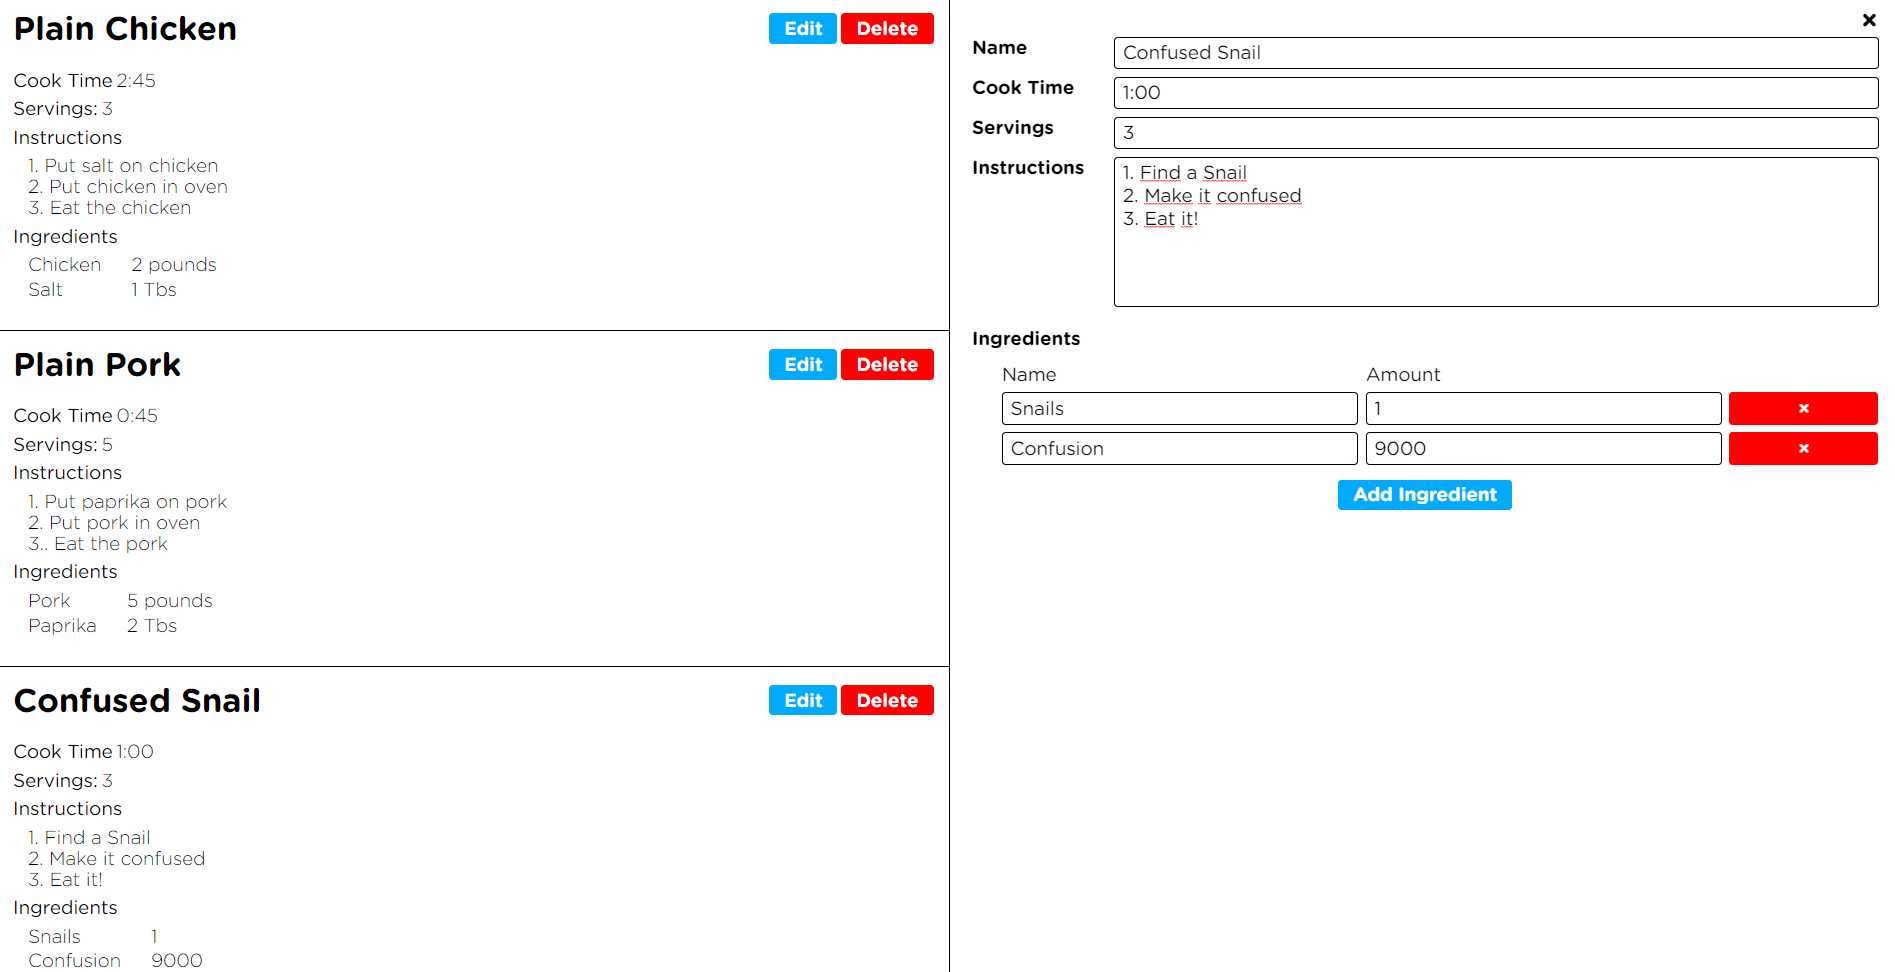 Plain Chicken
Edit Delete
Cook Time 2:45
Servings: 3
Instructions
1. Put salt on chicken
2. Put chicken in oven
3. Eat the chicken
Ingredients
Chicken 2 pounds
Salt 1 Tbs
Plain Pork
Edit Delete
Cook Time 0:45
Servings: 5
Instructions
1. Put paprika on pork
2. Put pork in oven
3.. Eat the pork
Ingredients
Pork 5 pounds
Paprika 2 Tbs
Confused Snail
Edit Delete
Cook Time 1:00
Servings: 3
Instructions
1. Find a Snail
2. Make it confused
3. Eat it!
Ingredients
Snails 1
Confusion 9000
×
Name Confused Snail
Cook Time 1:00
Servings 3
Instructions
1. Find a Snail
2. Make it confused
3. Eat it!
Ingredients
Name Amount
Snails 1 ×
Confusion 9000 ×
Add Ingredient